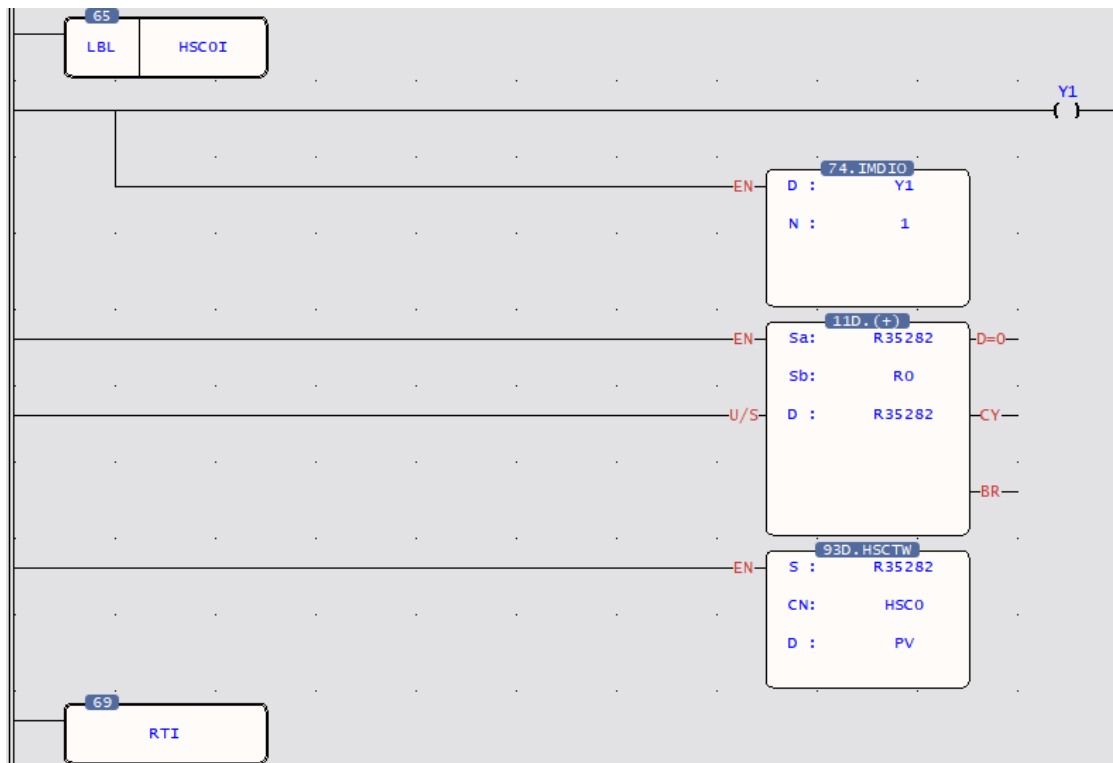 65
LBL HSC0I
Y1
74.IMDIO
EN D : Y1
N : 1
11D.(+)
EN Sa: R35282 D=0
Sb: R0
U/S D : R35282 CY
BR
93D.HSCTW
EN S : R35282
CN: HSC0
D : PV
69
RTI